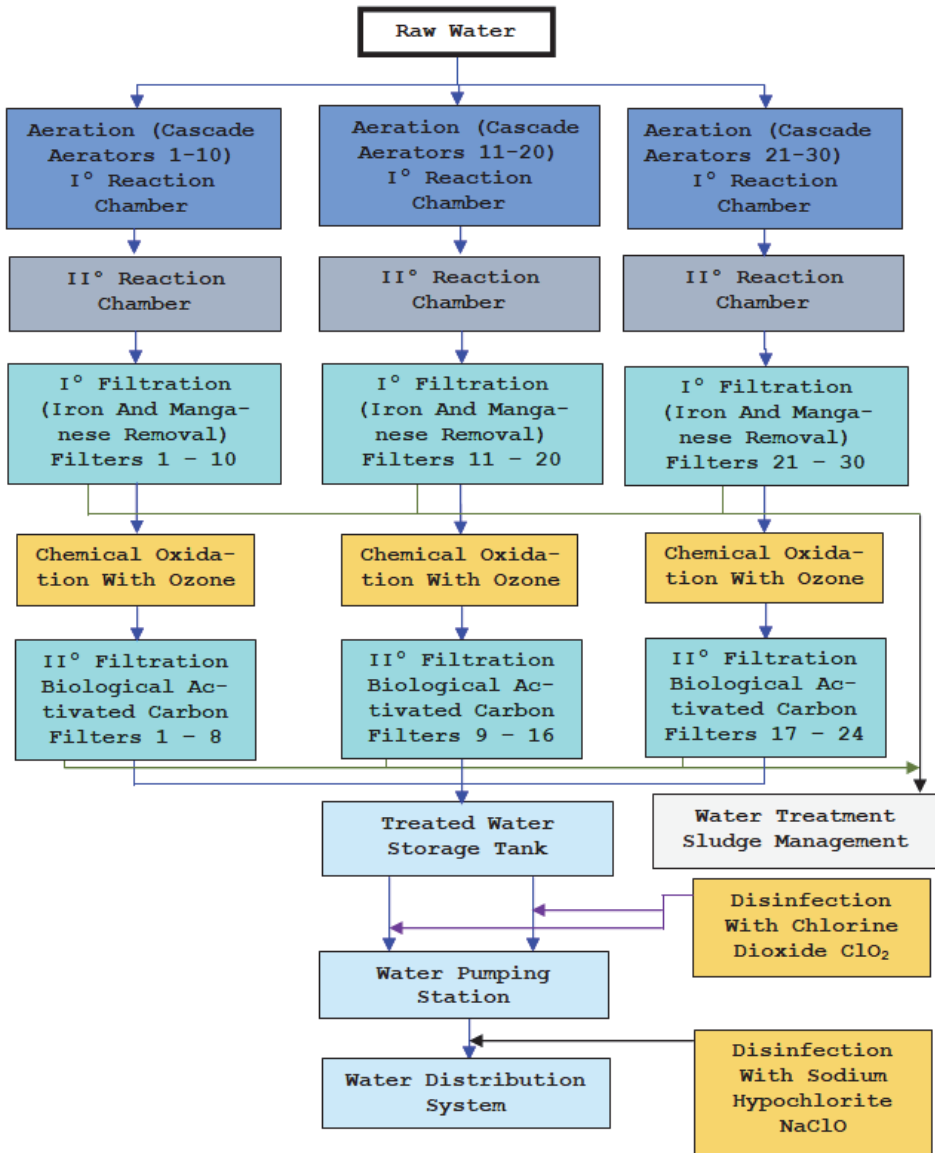 Raw Water
Aeration (Cascade
Aerators 1-10)
I° Reaction
Chamber
Aeration (Cascade
Aerators 11-20)
I° Reaction
Chamber
Aeration (Cascade
Aerators 21-30)
I° Reaction
Chamber
II° Reaction
Chamber
II° Reaction
Chamber
II° Reaction
Chamber
I° Filtration
(Iron And Manga-
nese Removal)
Filters 1 – 10
I° Filtration
(Iron And Manga-
nese Removal)
Filters 11 – 20
I° Filtration
(Iron And Manga-
nese Removal)
Filters 21 – 30
Chemical Oxida-
tion With Ozone
Chemical Oxida-
tion With Ozone
Chemical Oxida-
tion With Ozone
II° Filtration
Biological Ac-
tivated Carbon
Filters 1 – 8
II° Filtration
Biological Ac-
tivated Carbon
Filters 9 – 16
II° Filtration
Biological Ac-
tivated Carbon
Filters 17 – 24
Treated Water
Storage Tank
Water Treatment
Sludge Management
Disinfection
With Chlorine
Dioxide ClO₂
Water Pumping
Station
Disinfection
With Sodium
Hypochlorite
NaClO
Water Distribution
System